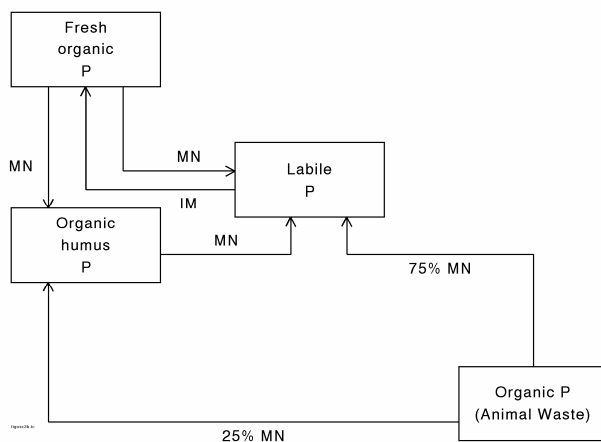 Fresh
organic
P
MN
MN
IM
Labile
P
Organic
humus
P
MN
75% MN
Organic P
(Animal Waste)
25% MN